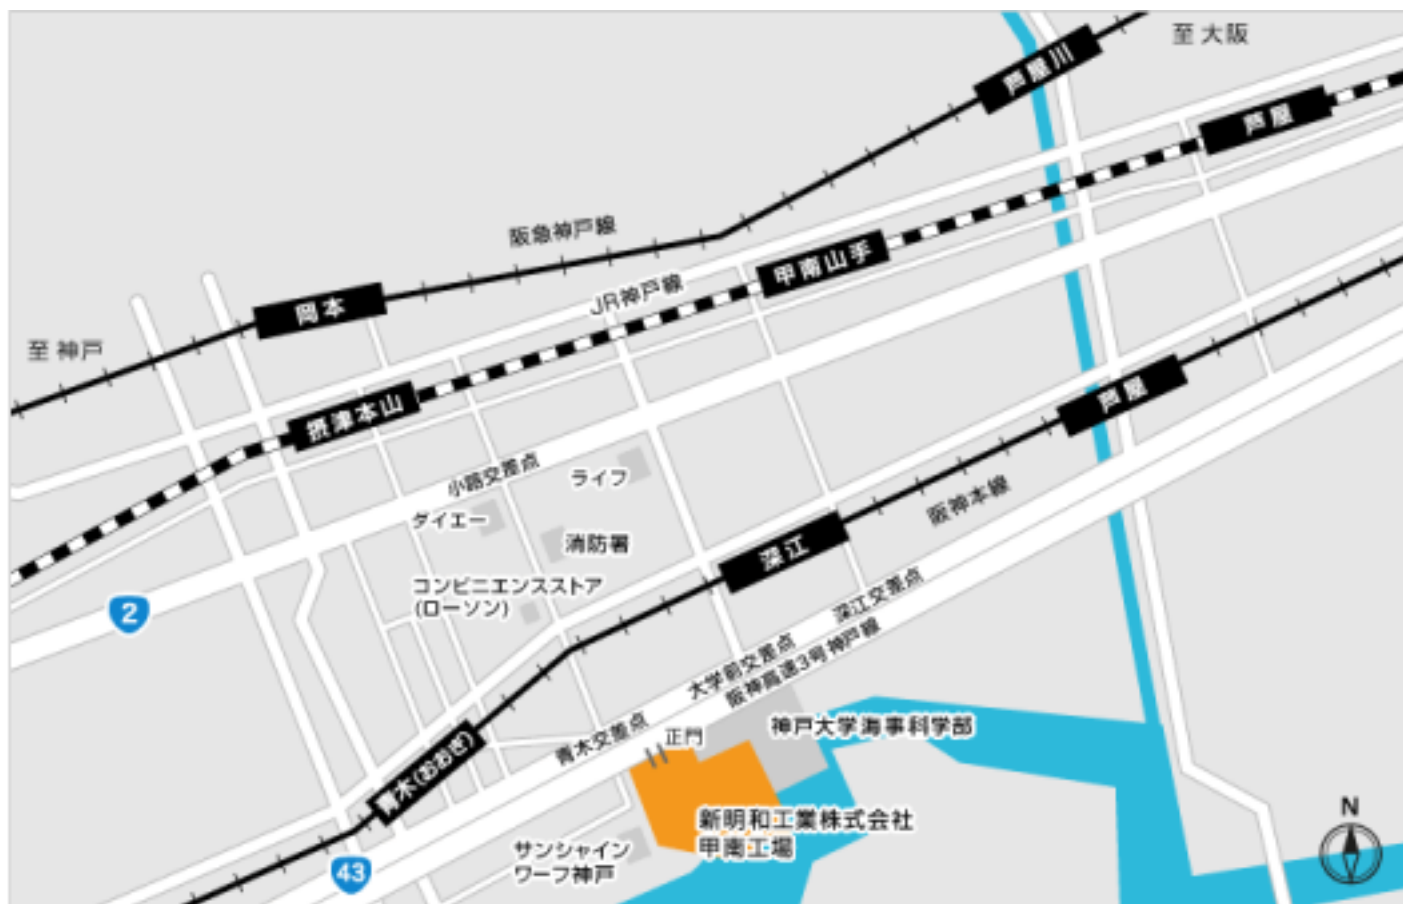 至 大阪
芦屋川
芦屋
阪急神戸線
甲南山手
JR神戸線
岡本
至 神戸
摂津本山
芦屋
小路交差点
ライフ
ダイエー
阪神本線
消防署
深江
コンビニエンスストア
(ローソン)
2
深江交差点
大学前交差点
阪神高速3号神戸線
青木交差点
正門
神戸大学海事科学部
青木(おおぎ)
新明和工業株式会社
甲南工場
サンシャイン
ワーフ神戸
43
N